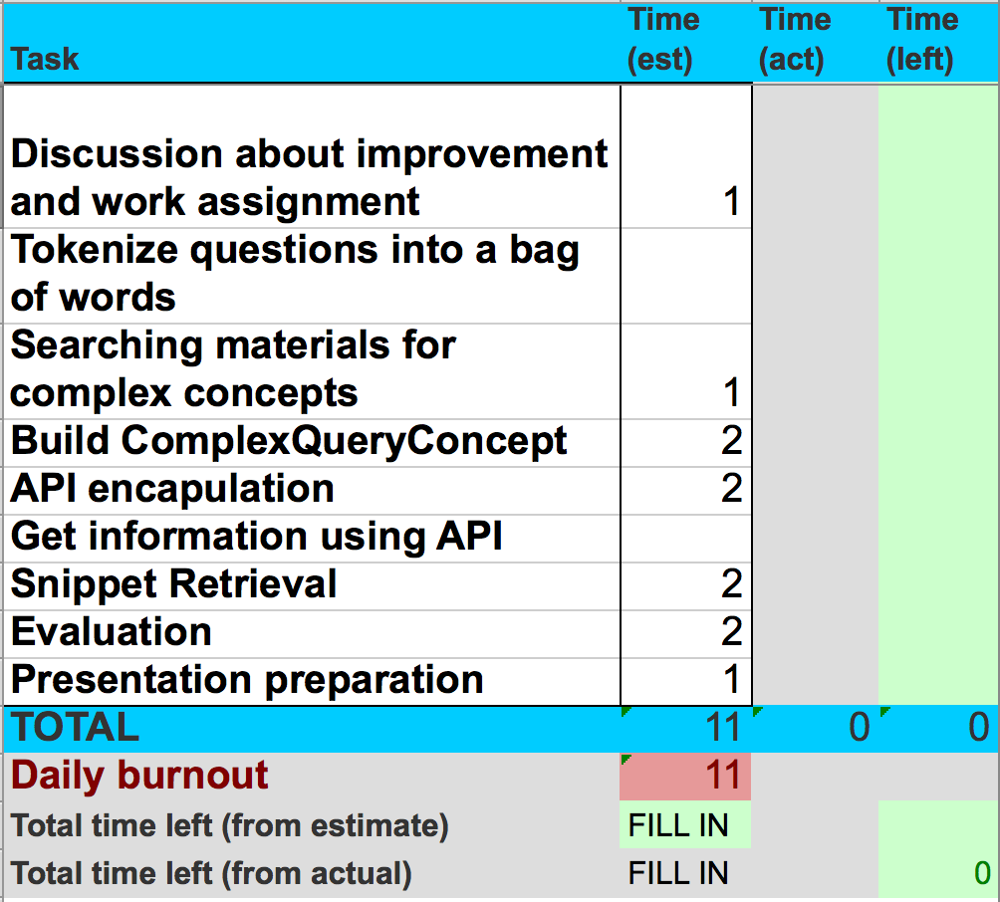 Task Time (est) Time (act) Time (left)
Discussion about improvement
and work assignment 1
Tokenize questions into a bag
of words
Searching materials for
complex concepts 1
Build ComplexQueryConcept 2
API encapulation 2
Get information using API
Snippet Retrieval 2
Evaluation 2
Presentation preparation 1
TOTAL 11 0 0
Daily burnout 11
Total time left (from estimate) FILL IN
Total time left (from actual) FILL IN 0